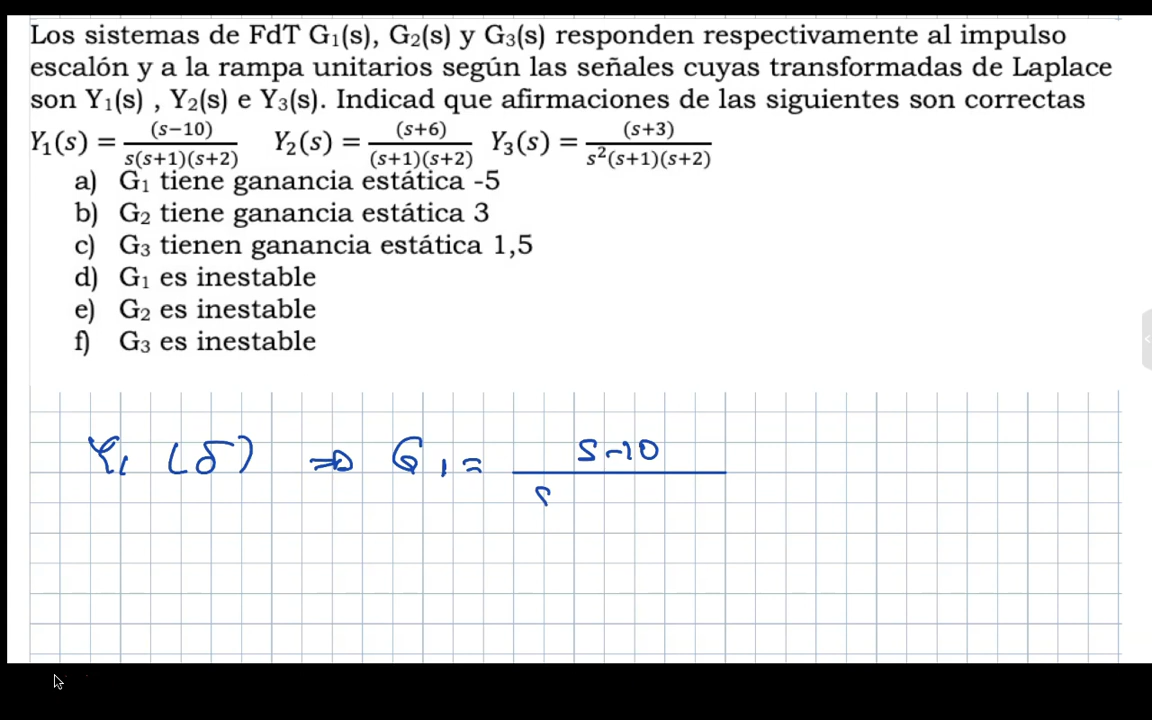 Los sistemas de FdT G₁(s), G₂(s) y G₃(s) responden respectivamente al impulso
escalón y a la rampa unitarios según las señales cuyas transformadas de Laplace
son Y₁(s) , Y₂(s) e Y₃(s). Indicad que afirmaciones de las siguientes son correctas
Y₁(s) = (s−10)/(s(s+1)(s+2)) Y₂(s) = (s+6)/((s+1)(s+2)) Y₃(s) = (s+3)/(s²(s+1)(s+2))
a) G₁ tiene ganancia estática -5
b) G₂ tiene ganancia estática 3
c) G₃ tienen ganancia estática 1,5
d) G₁ es inestable
e) G₂ es inestable
f) G₃ es inestable
Y₁ (δ) ⇒ G₁ = (s-10)/(s